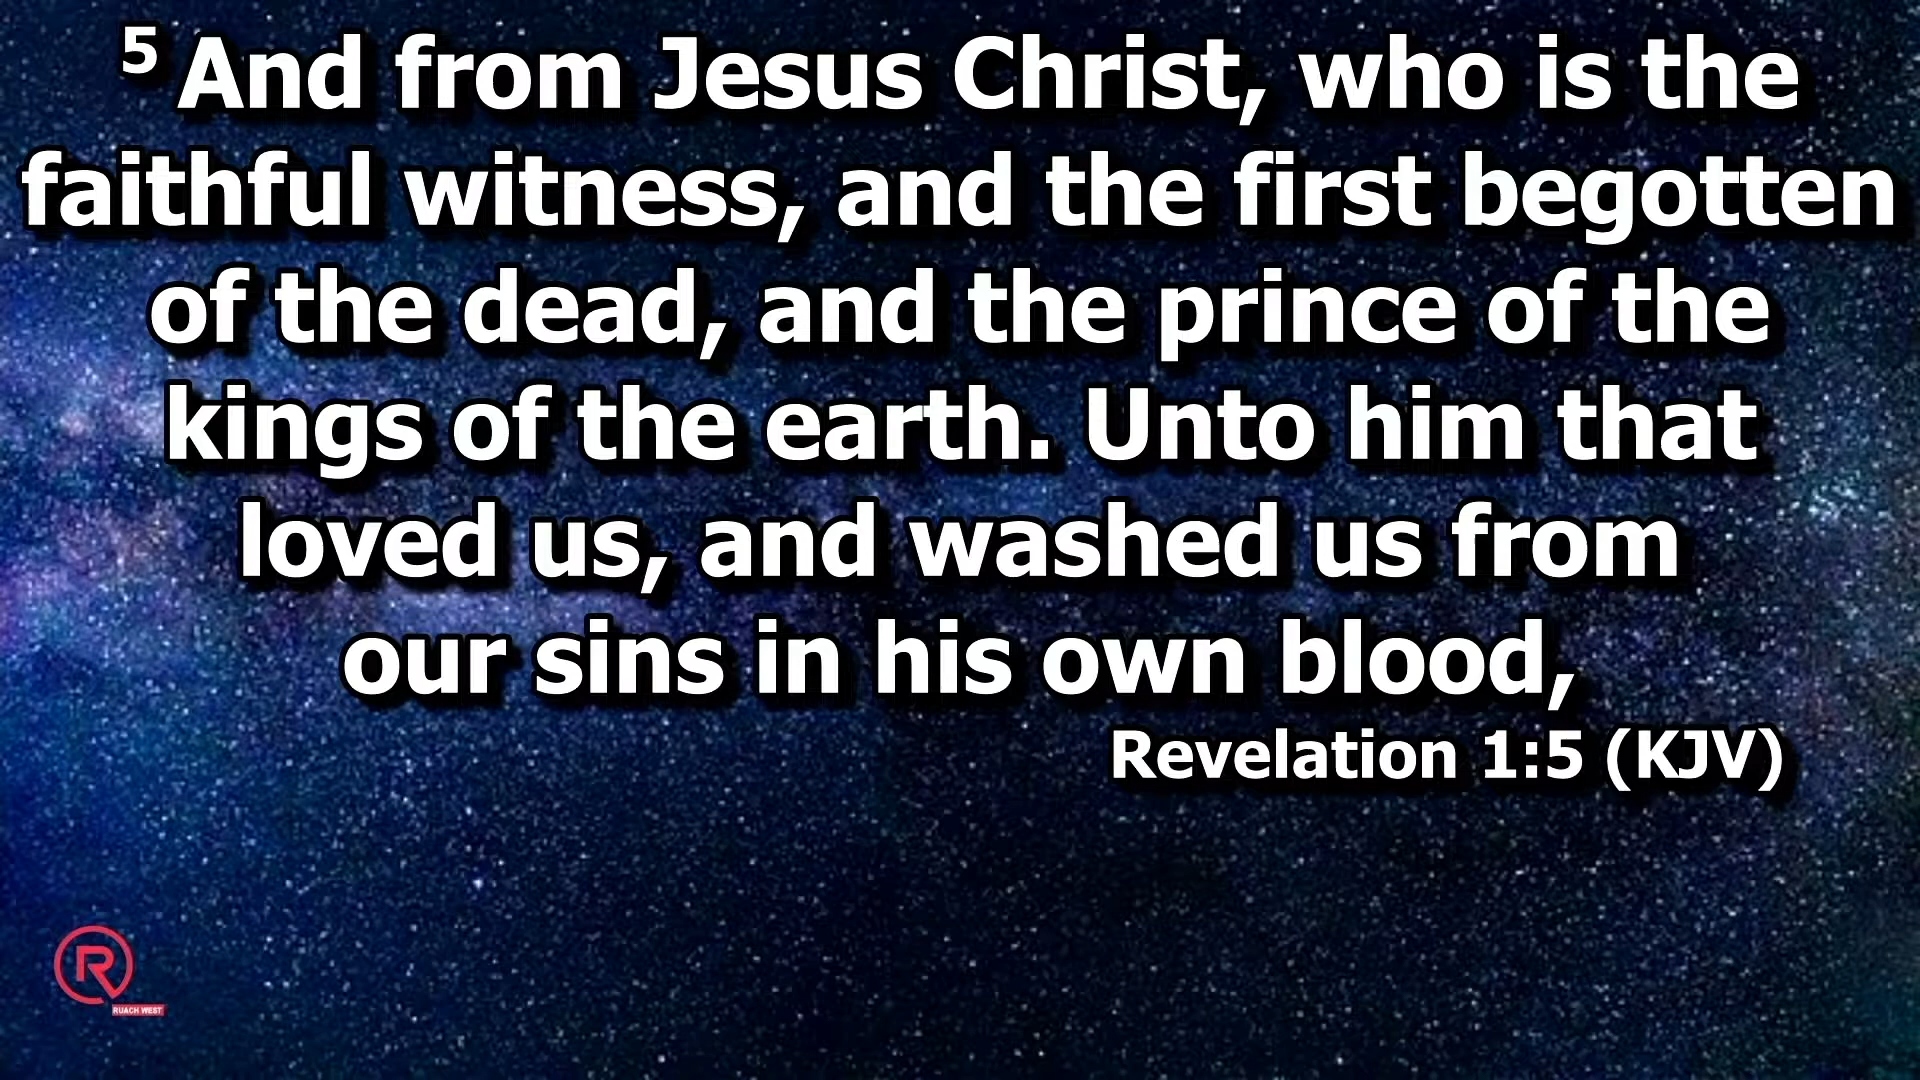 5 And from Jesus Christ, who is the
faithful witness, and the first begotten
of the dead, and the prince of the
kings of the earth. Unto him that
loved us, and washed us from
our sins in his own blood,
Revelation 1:5 (KJV)
R
RUACH WEST